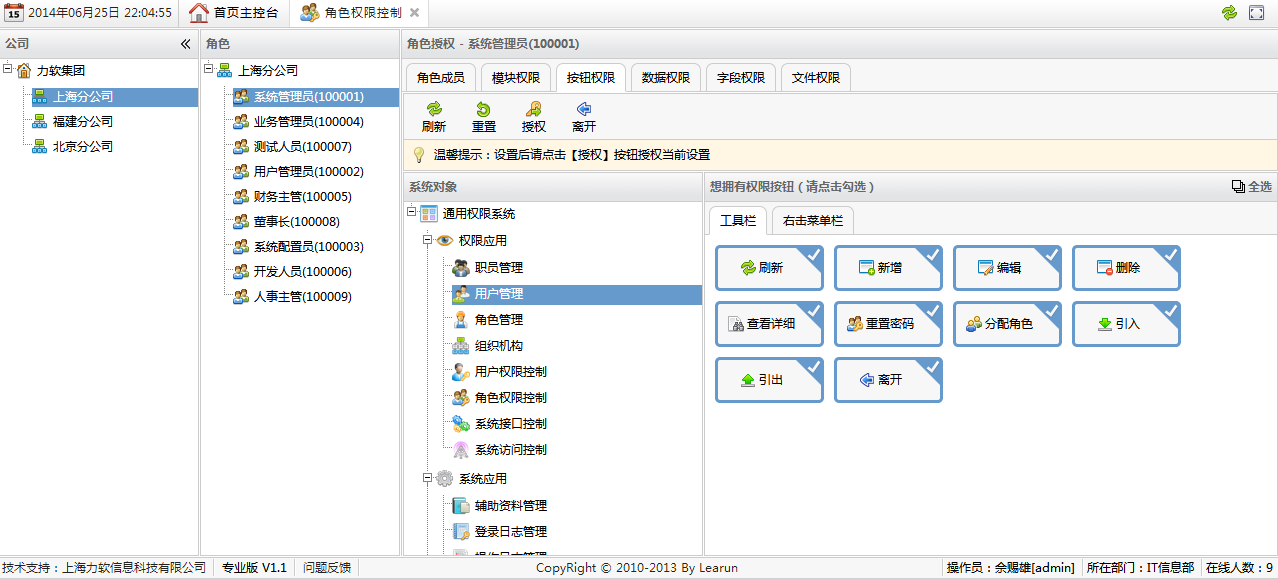 15 2014年06月25日 22:04:55 首页主控台 角色权限控制
公司
力软集团
上海分公司
福建分公司
北京分公司
角色
上海分公司
系统管理员(100001)
业务管理员(100004)
测试人员(100007)
用户管理员(100002)
财务主管(100005)
董事长(100008)
系统配置员(100003)
开发人员(100006)
人事主管(100009)
角色授权 - 系统管理员(100001)
角色成员 模块权限 按钮权限 数据权限 字段权限 文件权限
刷新 重置 授权 离开
温馨提示：设置后请点击【授权】按钮授权当前设置
系统对象
通用权限系统
权限应用
职员管理
用户管理
角色管理
组织机构
用户权限控制
角色权限控制
系统接口控制
系统访问控制
系统应用
辅助资料管理
登录日志管理
操作日志管理
想拥有权限按钮（请点击勾选） 全选
工具栏 右击菜单栏
刷新 新增 编辑 删除
查看详细 重置密码 分配角色 引入
引出 离开
技术支持：上海力软信息科技有限公司 专业版 V1.1 问题反馈 CopyRight © 2010-2013 By Learun 操作员：余赐雄[admin] 所在部门：IT信息部 在线人数：9